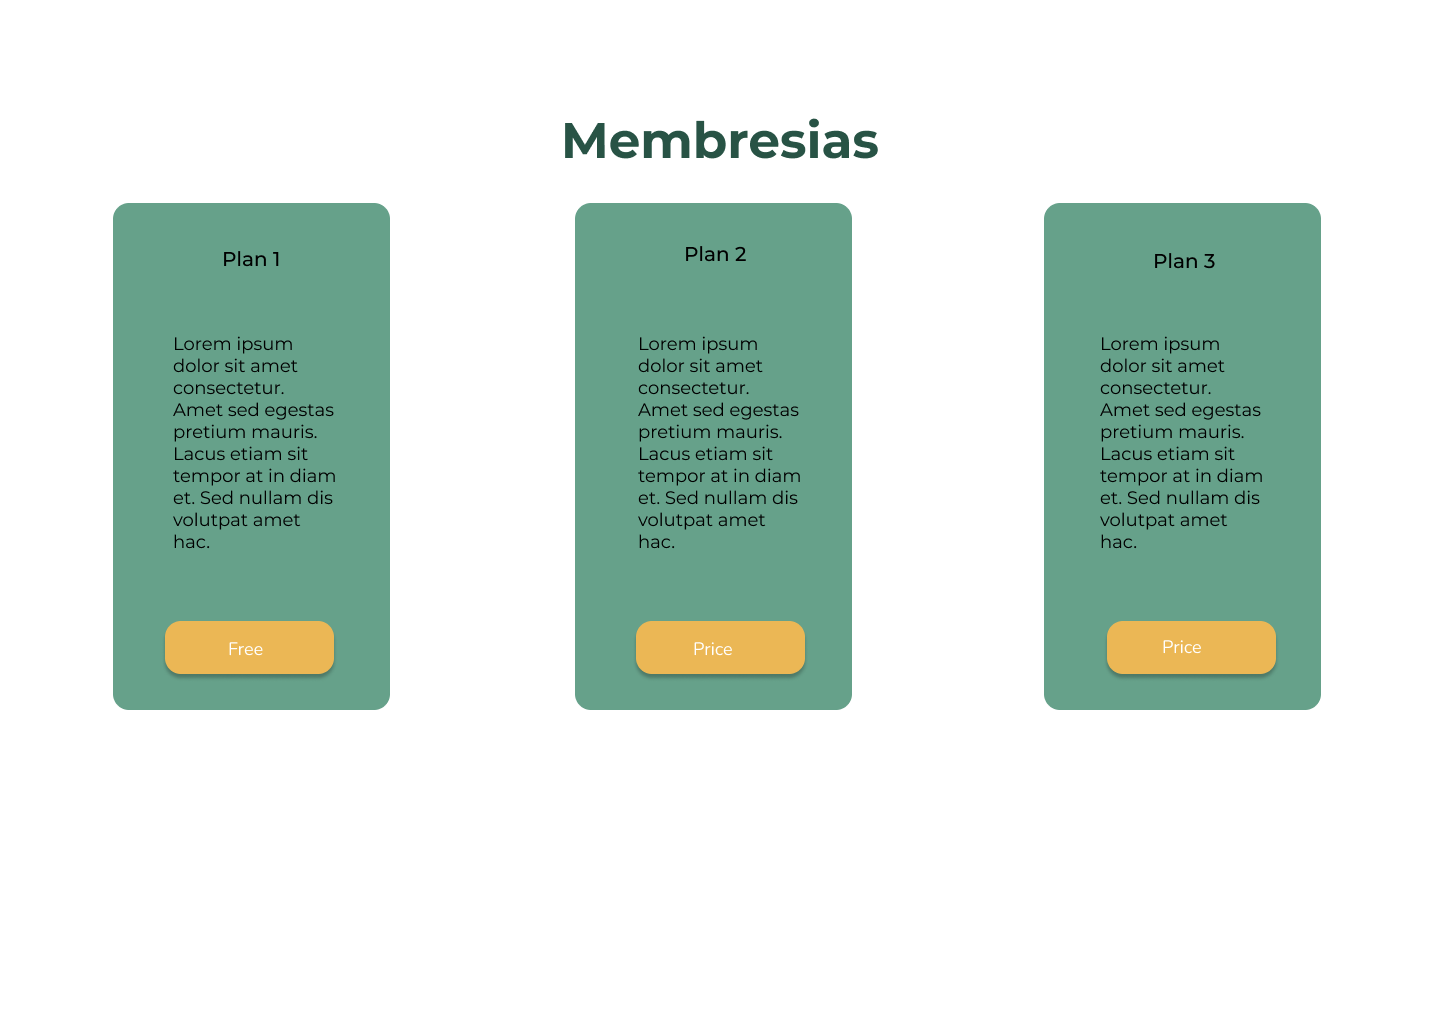 Membresias
Plan 1
Lorem ipsum
dolor sit amet
consectetur.
Amet sed egestas
pretium mauris.
Lacus etiam sit
tempor at in diam
et. Sed nullam dis
volutpat amet
hac.
Free
Plan 2
Lorem ipsum
dolor sit amet
consectetur.
Amet sed egestas
pretium mauris.
Lacus etiam sit
tempor at in diam
et. Sed nullam dis
volutpat amet
hac.
Price
Plan 3
Lorem ipsum
dolor sit amet
consectetur.
Amet sed egestas
pretium mauris.
Lacus etiam sit
tempor at in diam
et. Sed nullam dis
volutpat amet
hac.
Price